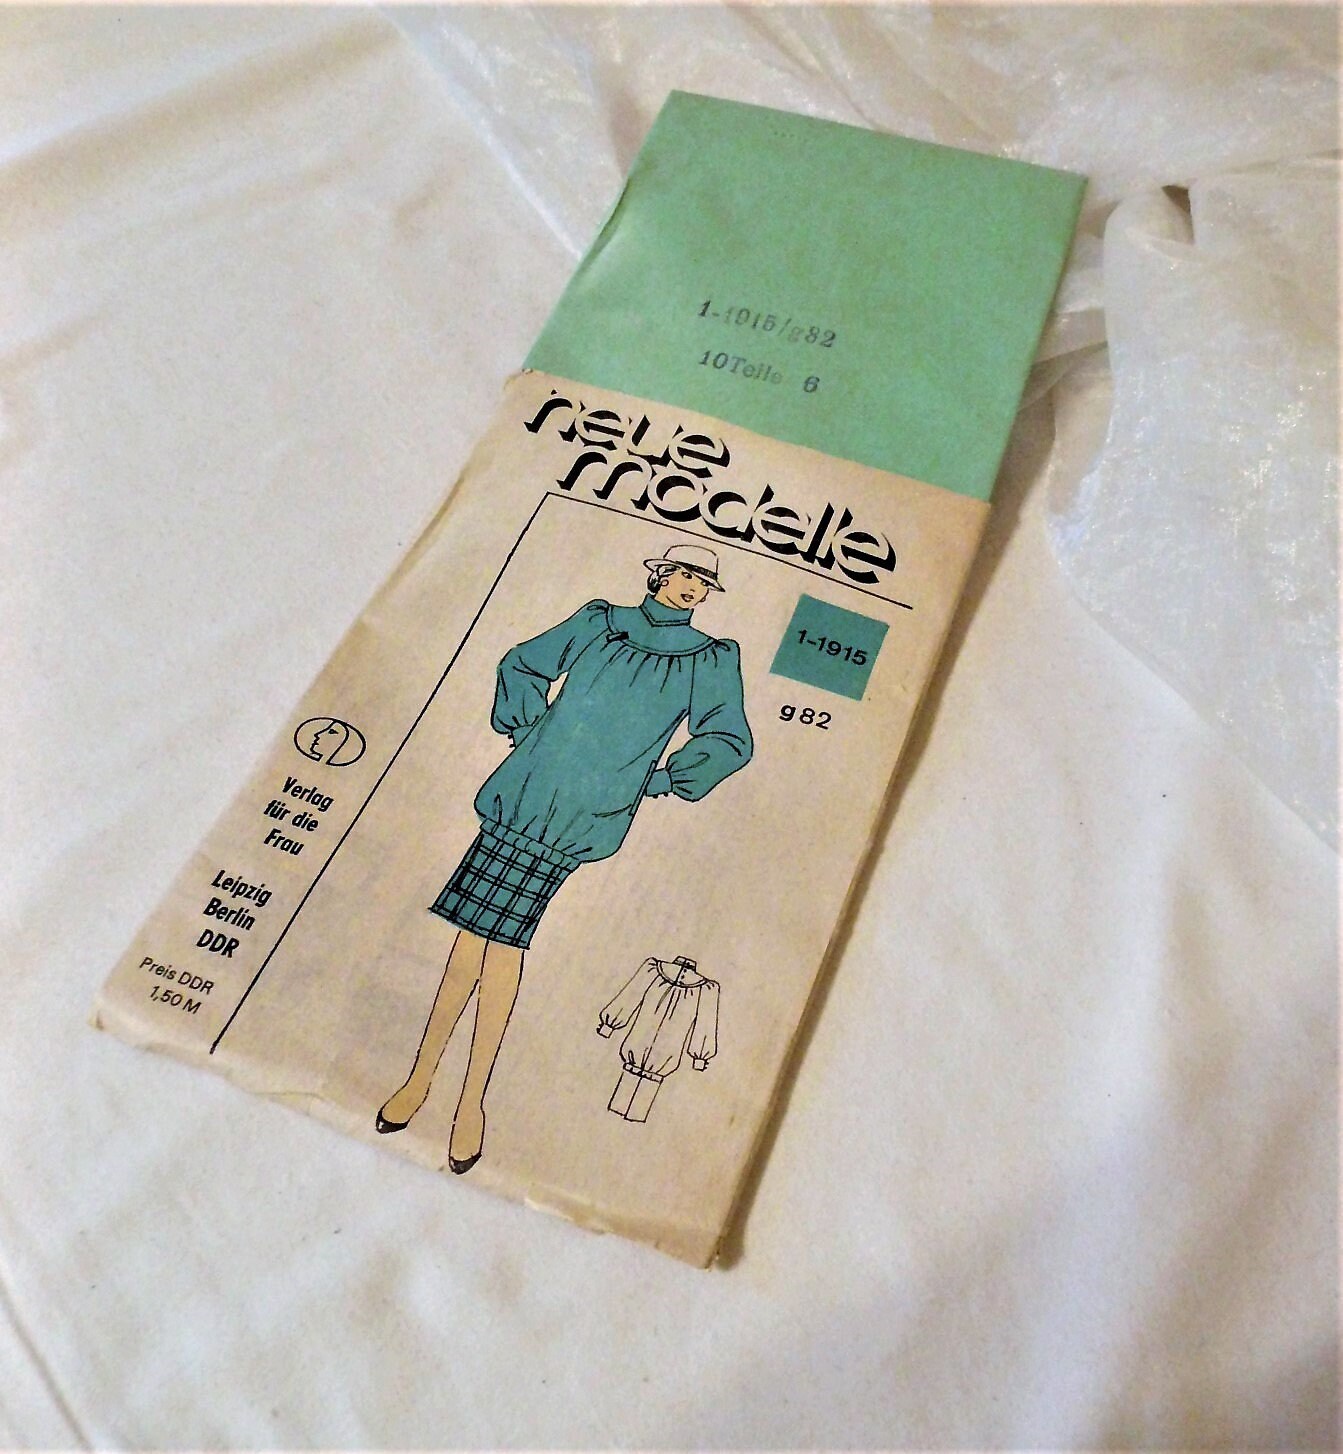 1-1915/g82
10Teile 6
neue
modelle
1-1915
g82
Verlag
für die
Frau
Leipzig
Berlin
DDR
Preis DDR
1,50 M